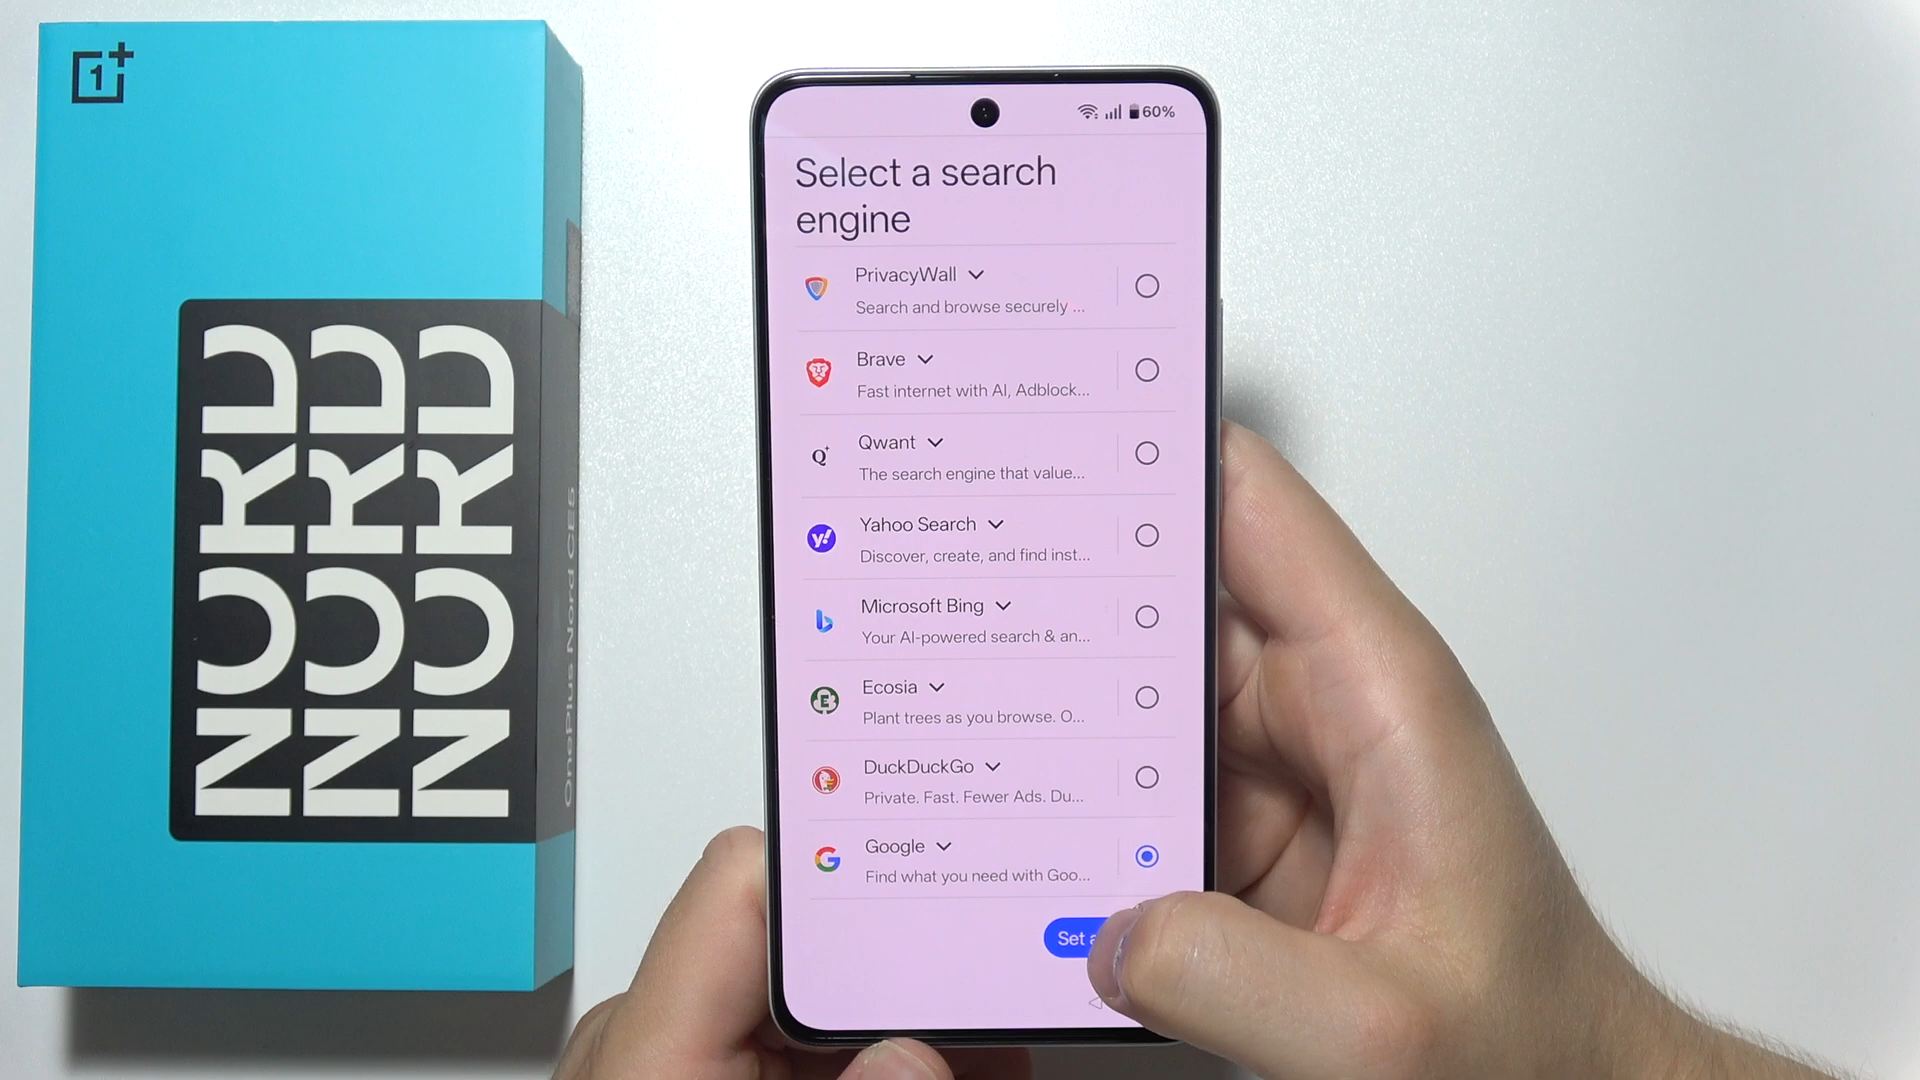 1+
NORD
NORD
NORD
OnePlus Nord CE5
60%
Select a search
engine
PrivacyWall
Search and browse securely ...
Brave
Fast internet with AI, Adblock...
Qwant
The search engine that value...
Yahoo Search
Discover, create, and find inst...
Microsoft Bing
Your AI-powered search & an...
Ecosia
Plant trees as you browse. O...
DuckDuckGo
Private. Fast. Fewer Ads. Du...
Google
Find what you need with Goo...
Set